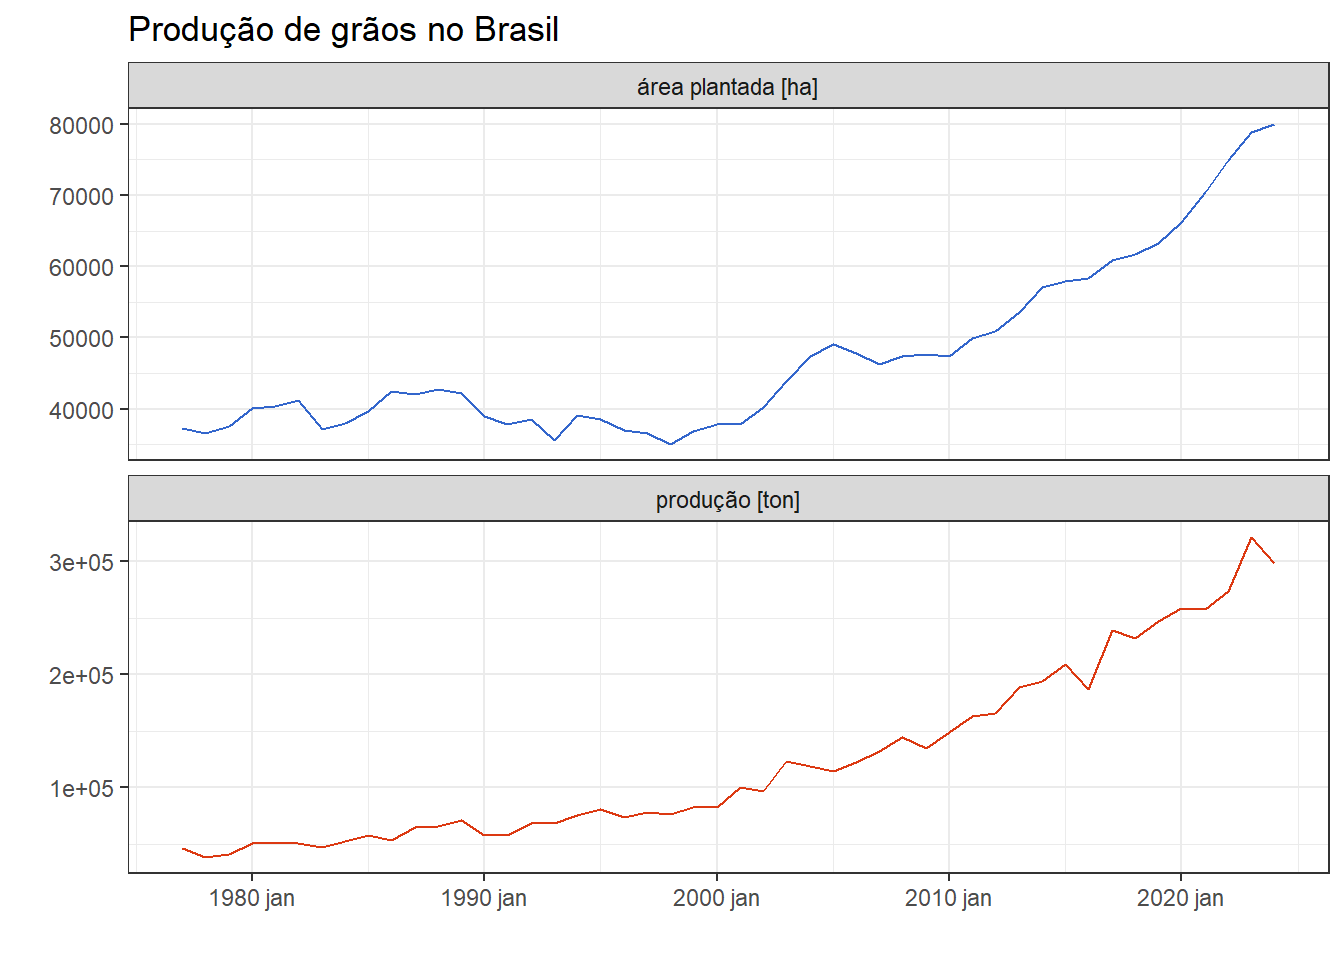 Produção de grãos no Brasil
área plantada [ha]
80000
70000
60000
50000
40000
produção [ton]
3e+05
2e+05
1e+05
1980 jan 1990 jan 2000 jan 2010 jan 2020 jan